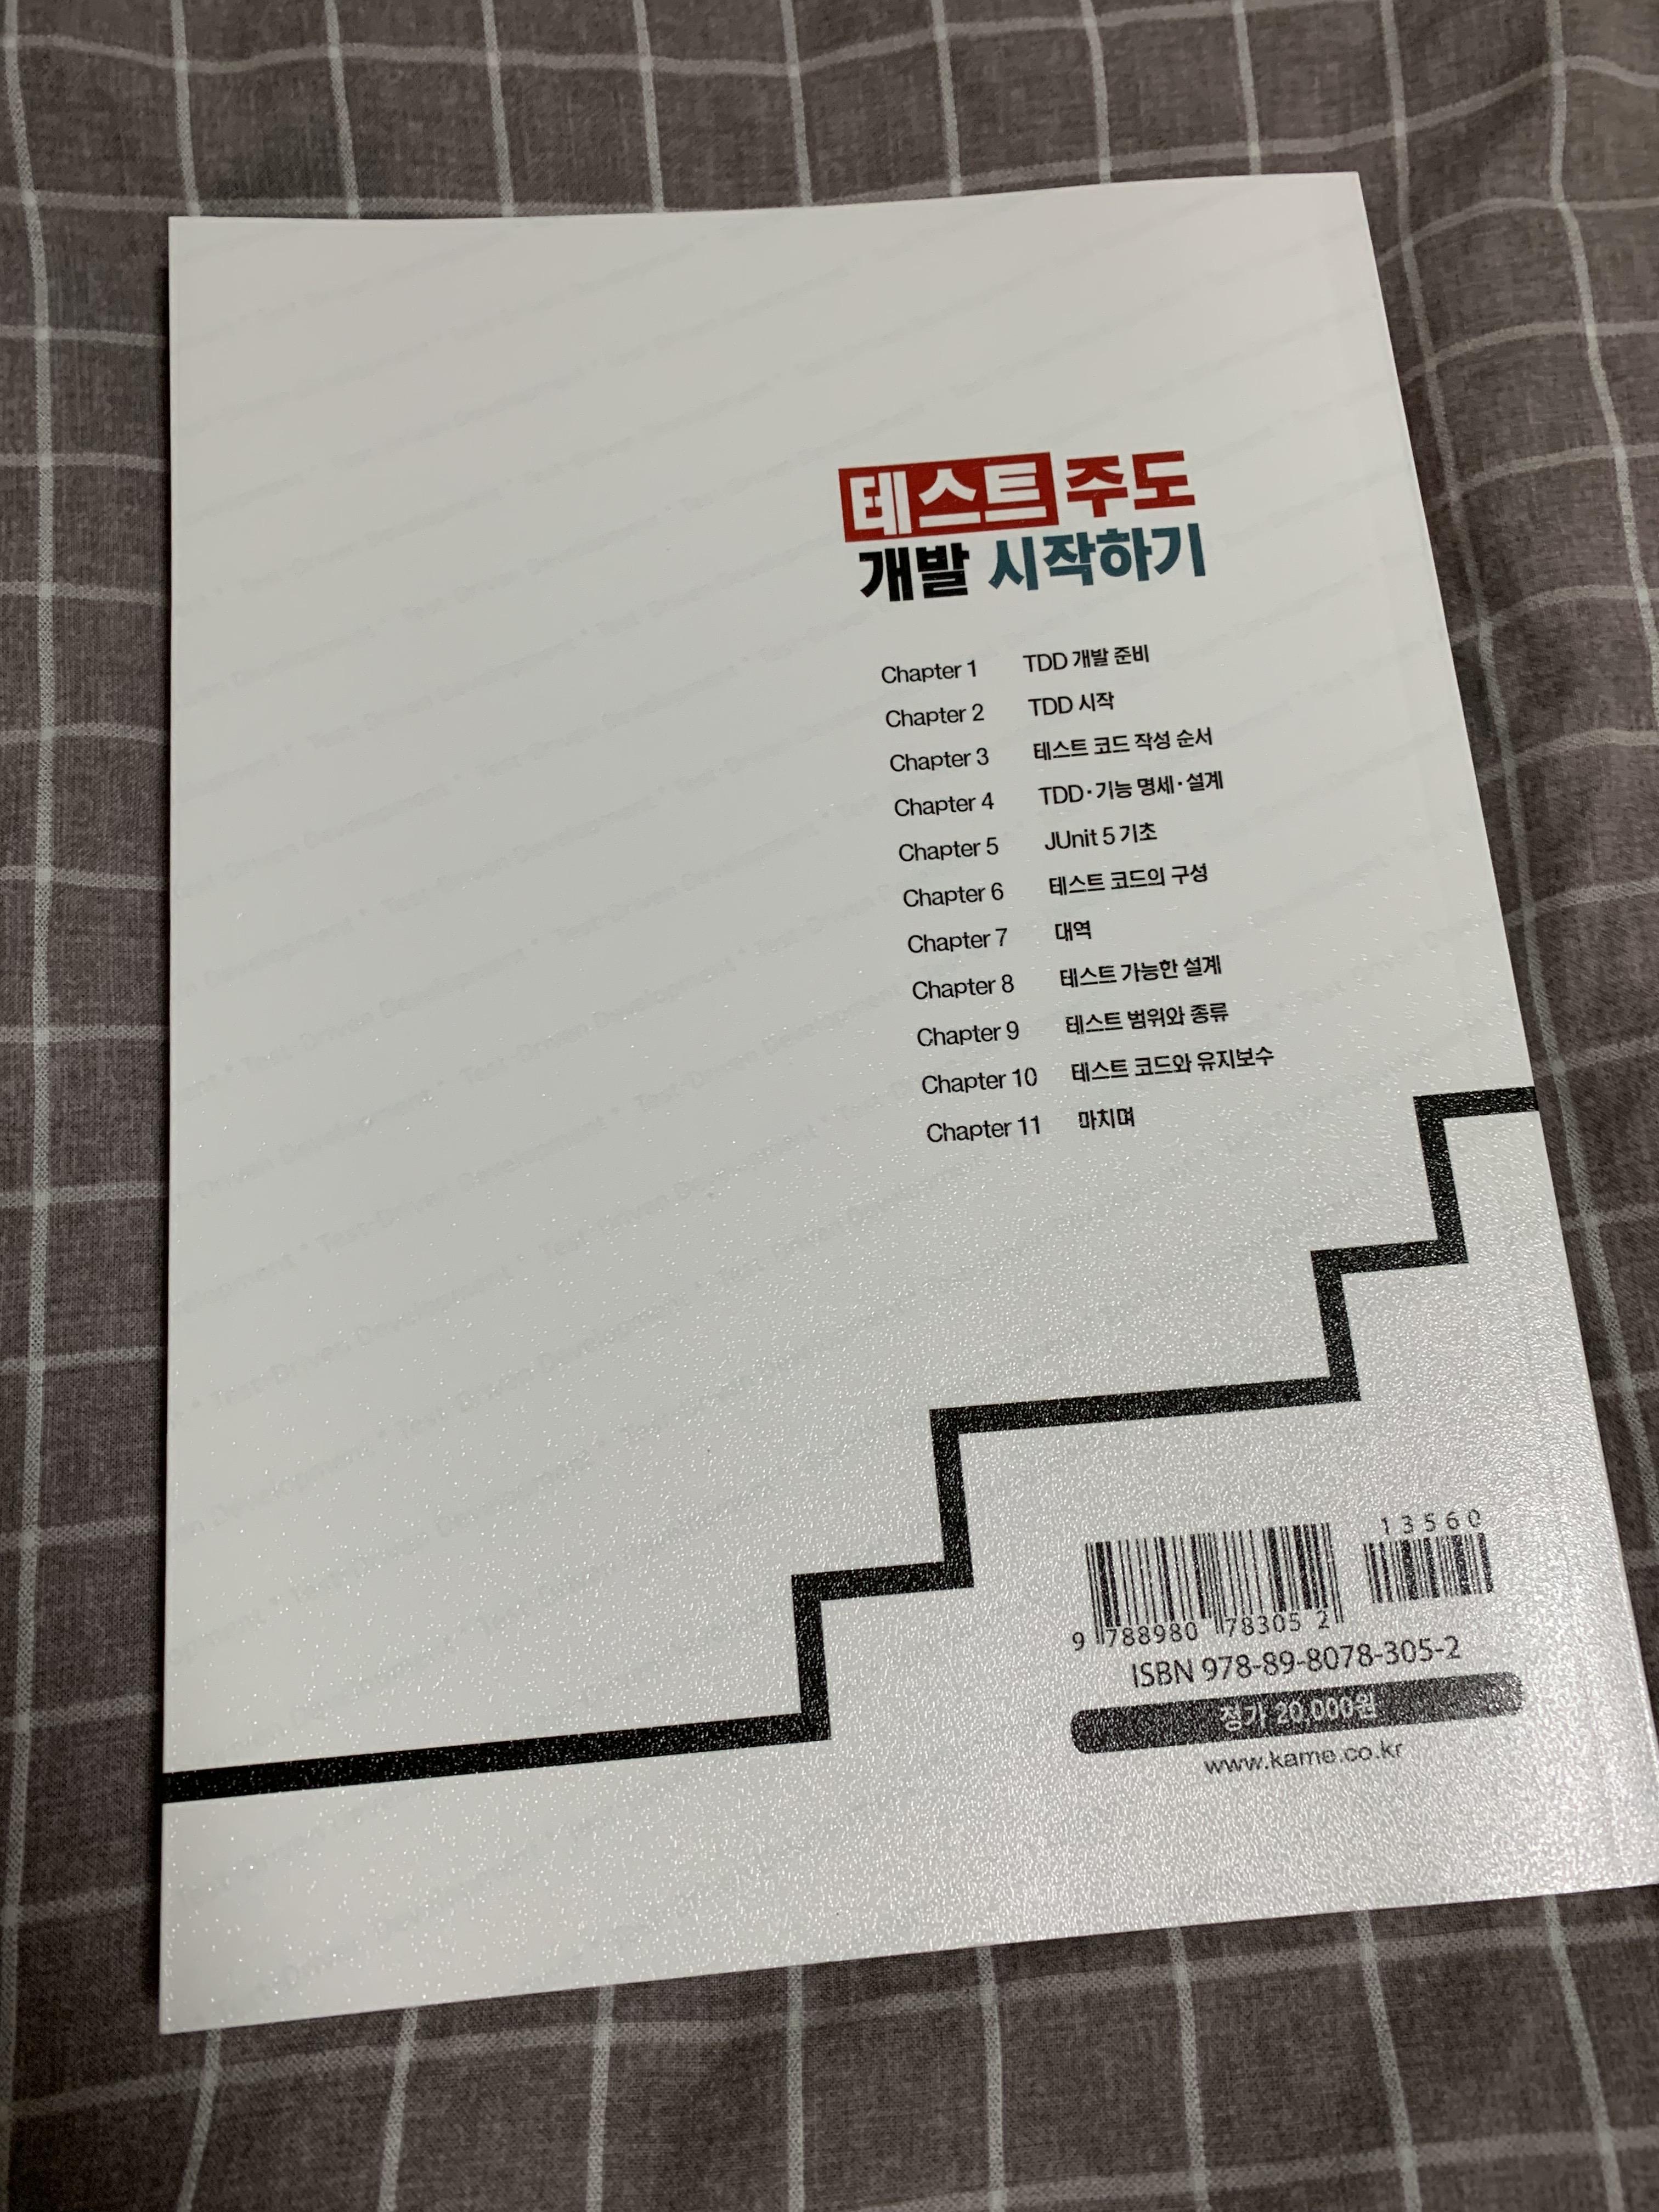 테스트 주도
개발 시작하기
Chapter 1 TDD 개발 준비
Chapter 2 TDD 시작
Chapter 3 테스트 코드 작성 순서
Chapter 4 TDD·기능 명세·설계
Chapter 5 JUnit 5 기초
Chapter 6 테스트 코드의 구성
Chapter 7 대역
Chapter 8 테스트 가능한 설계
Chapter 9 테스트 범위와 종류
Chapter 10 테스트 코드와 유지보수
Chapter 11 마치며
13560
9 788980 783052
ISBN 978-89-8078-305-2
정가 20,000원
www.kame.co.kr